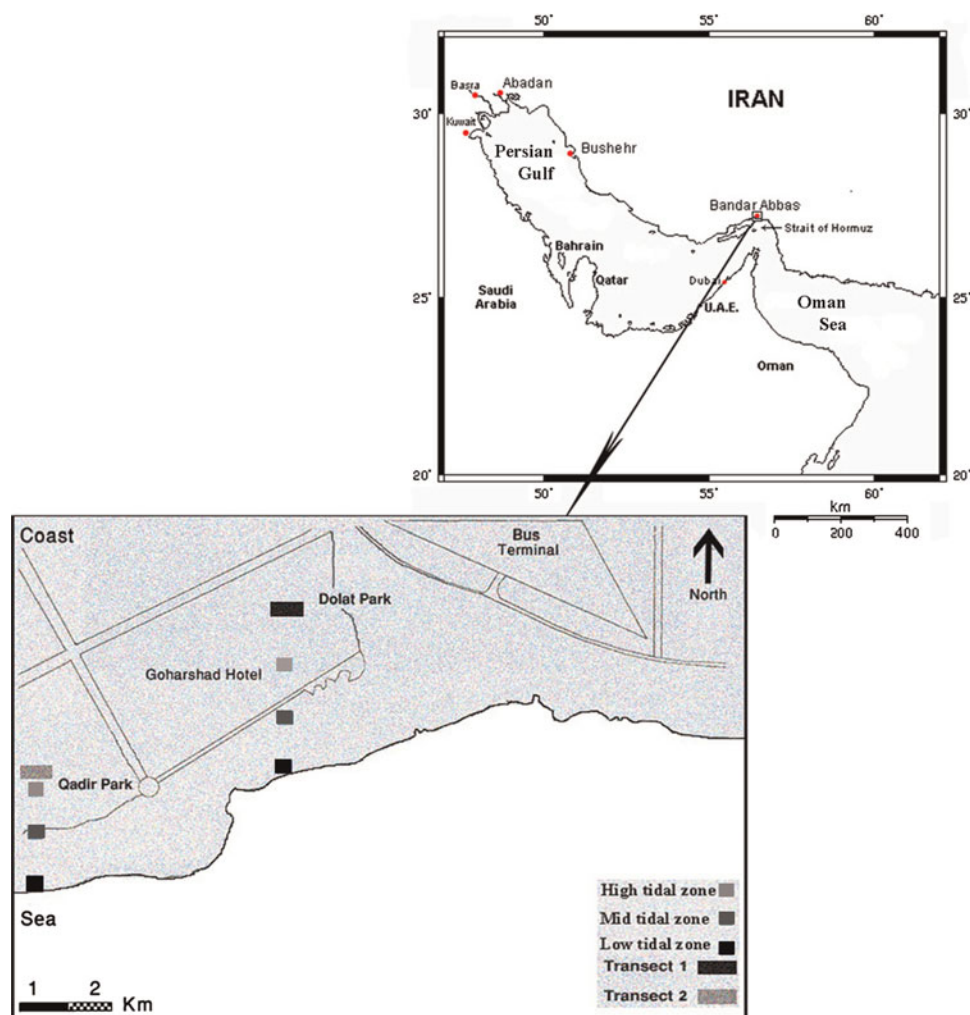 50° 55° 60°
Basra
Abadan
IRAN
30° 30°
Kuwait
Persian
Gulf
Bushehr
Bandar Abbas
Strait of Hormuz
Bahrain
Qatar
Dubai
Saudi
Arabia
25° 25°
U.A.E.
Oman
Sea
Oman
20° 20°
50° 55° 60°
km
0 200 400
Coast
Bus
Terminal
North
Dolat Park
Goharshad Hotel
Qadir Park
High tidal zone
Mid tidal zone
Low tidal zone
Transect 1
Transect 2
Sea
1 2
Km